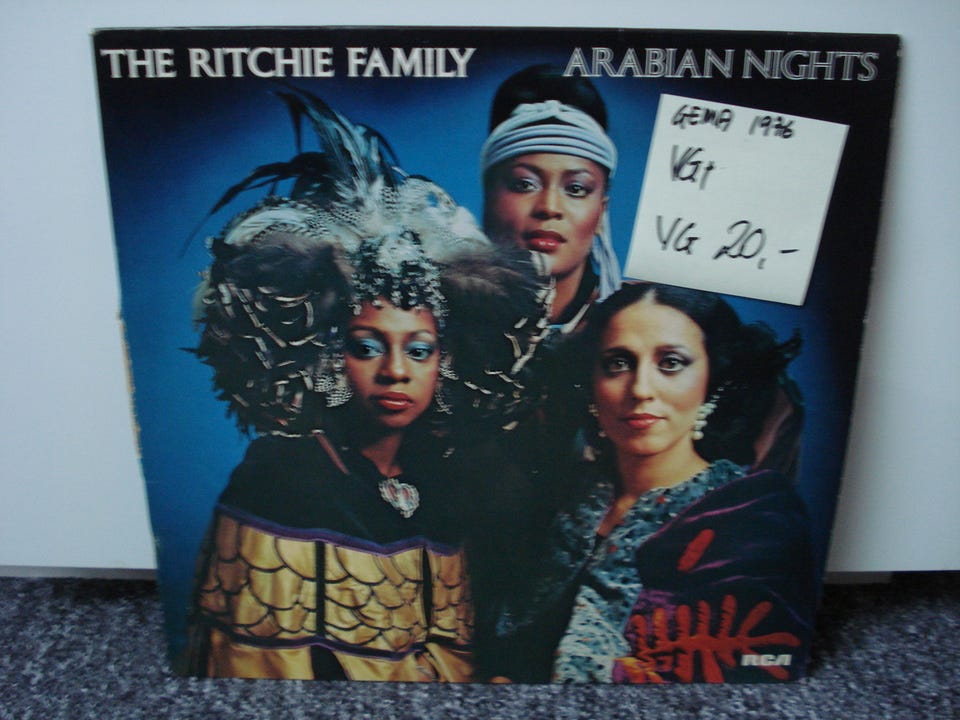 THE RITCHIE FAMILY ARABIAN NIGHTS
GEMA 1976
VG+
VG 20,-
RCA